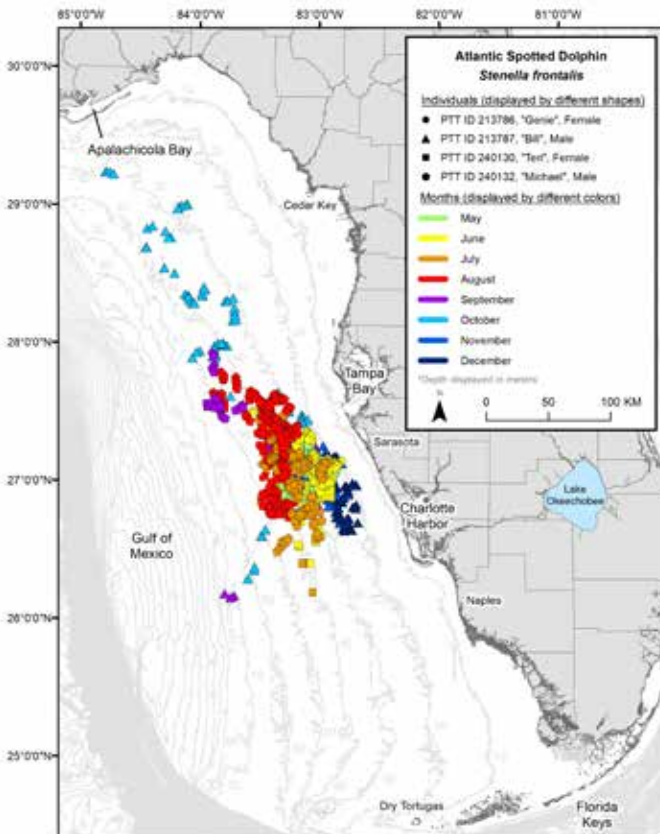 85°0'0"W
84°0'0"W
83°0'0"W
82°0'0"W
81°0'0"W
30°0'0"N
29°0'0"N
28°0'0"N
27°0'0"N
26°0'0"N
25°0'0"N
Atlantic Spotted Dolphin
Stenella frontalis
Individuals (displayed by different shapes)
PTT ID 213786, "Genie", Female
PTT ID 213787, "Bill", Male
PTT ID 240130, "Teri", Female
PTT ID 240132, "Michael", Male
Months (displayed by different colors)
May
June
July
August
September
October
November
December
*Depth displayed in meters
N
0 50 100 KM
Apalachicola Bay
Cedar Key
Tampa
Bay
Sarasota
Charlotte
Harbor
Lake
Okeechobee
Gulf of
Mexico
Naples
Dry Tortugas
Florida
Keys